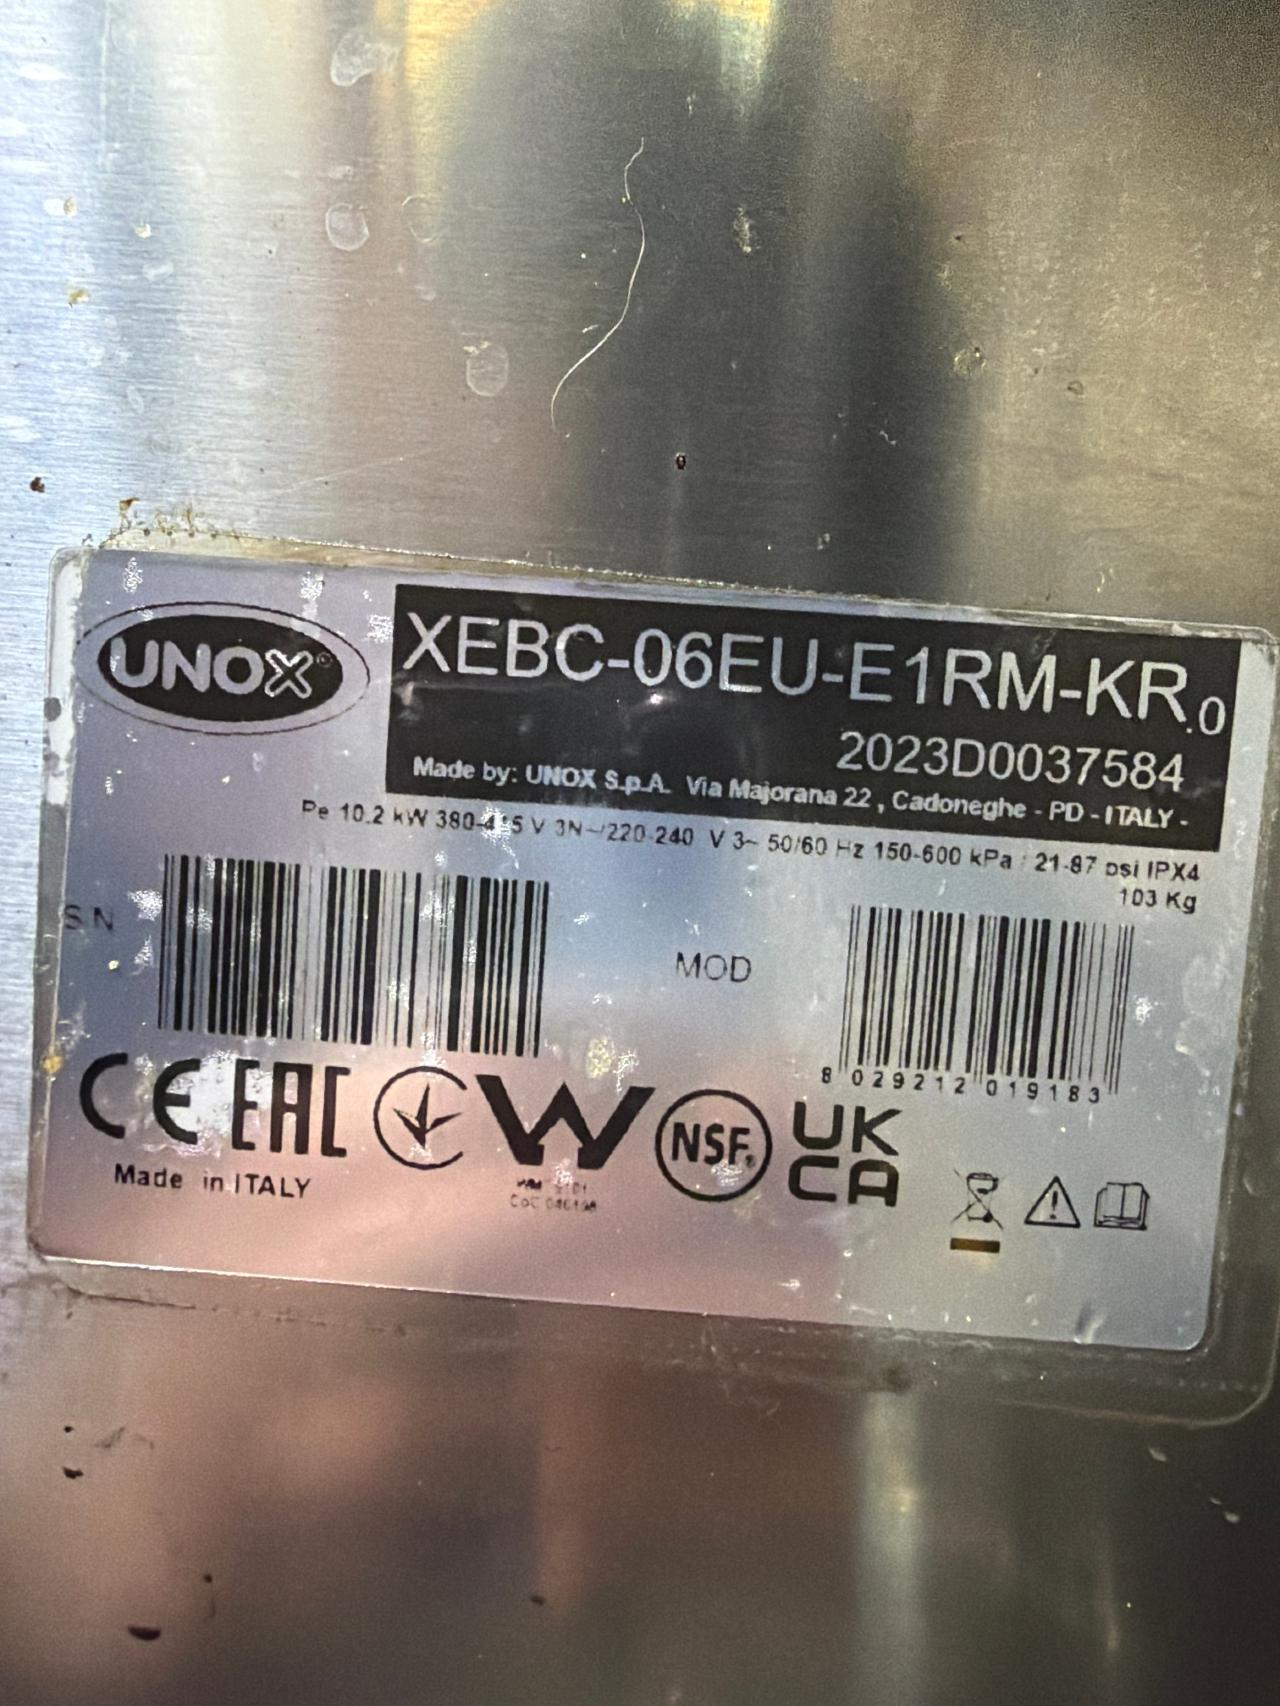 UNOX
XEBC-06EU-E1RM-KR.0
2023D0037584
Made by: UNOX S.p.A. Via Majorana 22 , Cadoneghe - PD - ITALY -
Pe 10.2 kW 380-415 V 3N~/220-240 V 3~ 50/60 Hz 150-600 kPa : 21-87 psi IPX4
103 Kg
S N
MOD
8 029212 019183
CE EAC W NSF® UK CA
Made in ITALY